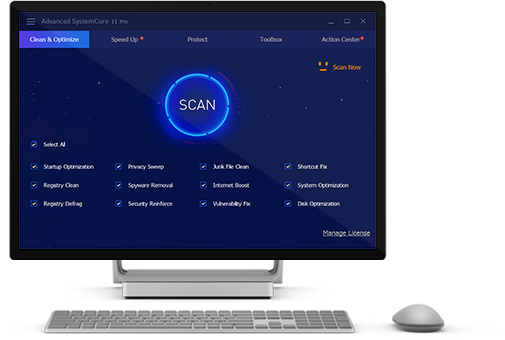 Advanced SystemCare 11 Pro
Clean & Optimize Speed Up Protect Toolbox Action Center
Scan Now
SCAN
Select All
Startup Optimization Privacy Sweep Junk File Clean Shortcut Fix
Registry Clean Spyware Removal Internet Boost System Optimization
Registry Defrag Security Reinforce Vulnerability Fix Disk Optimization
Manage License